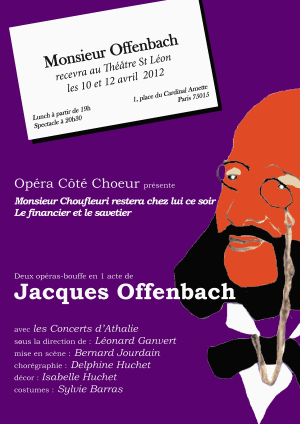 Monsieur Offenbach
recevra au Théâtre St Léon
les 10 et 12 avril 2012
Lunch à partir de 19h
Spectacle à 20h30
1, place du Cardinal Amette
Paris 75015
Opéra Côté Choeur présente
Monsieur Choufleuri restera chez lui ce soir
Le financier et le savetier
Deux opéras-bouffe en 1 acte de
Jacques Offenbach
avec les Concerts d'Athalie
sous la direction de : Léonard Ganvert
mise en scène : Bernard Jourdain
chorégraphie : Delphine Huchet
décor : Isabelle Huchet
costumes : Sylvie Barras